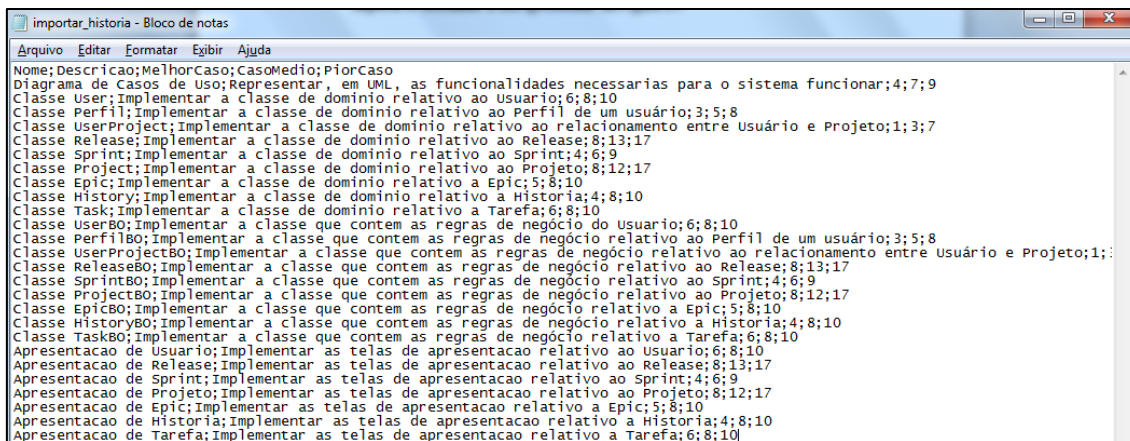 importar_historia - Bloco de notas
Arquivo Editar Formatar Exibir Ajuda
Nome;Descricao;MelhorCaso;CasoMedio;PiorCaso
Diagrama de Casos de Uso;Representar, em UML, as funcionalidades necessarias para o sistema funcionar;4;7;9
Classe User;Implementar a classe de dominio relativo ao Usuario;6;8;10
Classe Perfil;Implementar a classe de dominio relativo ao Perfil de um usuário;3;5;8
Classe UserProject;Implementar a classe de dominio relativo ao relacionamento entre Usuário e Projeto;1;3;7
Classe Release;Implementar a classe de dominio relativo ao Release;8;13;17
Classe Sprint;Implementar a classe de dominio relativo ao Sprint;4;6;9
Classe Project;Implementar a classe de dominio relativo ao Projeto;8;12;17
Classe Epic;Implementar a classe de dominio relativo a Epic;5;8;10
Classe History;Implementar a classe de dominio relativo a Historia;4;8;10
Classe Task;Implementar a classe de dominio relativo a Tarefa;6;8;10
Classe UserBO;Implementar a classe que contem as regras de negócio do Usuario;6;8;10
Classe PerfilBO;Implementar a classe que contem as regras de negócio relativo ao Perfil de um usuário;3;5;8
Classe UserProjectBO;Implementar a classe que contem as regras de negócio relativo ao relacionamento entre Usuário e Projeto;1;
Classe ReleaseBO;Implementar a classe que contem as regras de negócio relativo ao Release;8;13;17
Classe SprintBO;Implementar a classe que contem as regras de negócio relativo ao Sprint;4;6;9
Classe ProjectBO;Implementar a classe que contem as regras de negócio relativo ao Projeto;8;12;17
Classe EpicBO;Implementar a classe que contem as regras de negócio relativo a Epic;5;8;10
Classe HistoryBO;Implementar a classe que contem as regras de negócio relativo a Historia;4;8;10
Classe TaskBO;Implementar a classe que contem as regras de negócio relativo a Tarefa;6;8;10
Apresentacao de Usuario;Implementar as telas de apresentacao relativo ao Usuario;6;8;10
Apresentacao de Release;Implementar as telas de apresentacao relativo ao Release;8;13;17
Apresentacao de Sprint;Implementar as telas de apresentacao relativo ao Sprint;4;6;9
Apresentacao de Projeto;Implementar as telas de apresentacao relativo ao Projeto;8;12;17
Apresentacao de Epic;Implementar as telas de apresentacao relativo a Epic;5;8;10
Apresentacao de Historia;Implementar as telas de apresentacao relativo a Historia;4;8;10
Apresentacao de Tarefa;Implementar as telas de apresentacao relativo a Tarefa;6;8;10